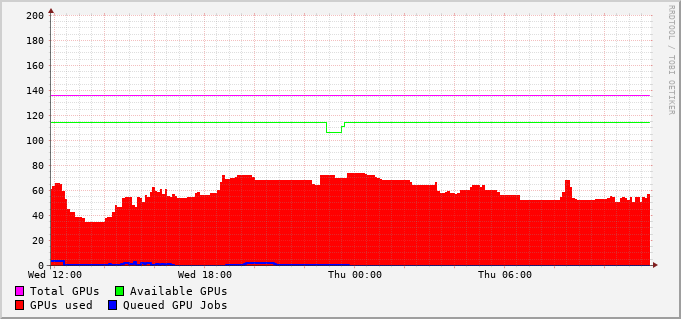 200
180
160
140
120
100
80
60
40
20
0
Wed 12:00 Wed 18:00 Thu 00:00 Thu 06:00
Total GPUs Available GPUs
GPUs used Queued GPU Jobs
RRDTOOL / TOBI OETIKER